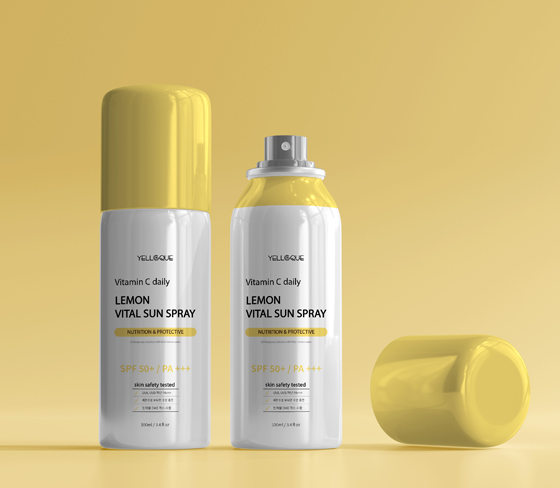 YELLOQUE
Vitamin C daily
LEMON
VITAL SUN SPRAY
NUTRITION & PROTECTIVE
SPF 50+ / PA +++
skin safety tested
YELLOQUE
Vitamin C daily
LEMON
VITAL SUN SPRAY
NUTRITION & PROTECTIVE
SPF 50+ / PA +++
skin safety tested